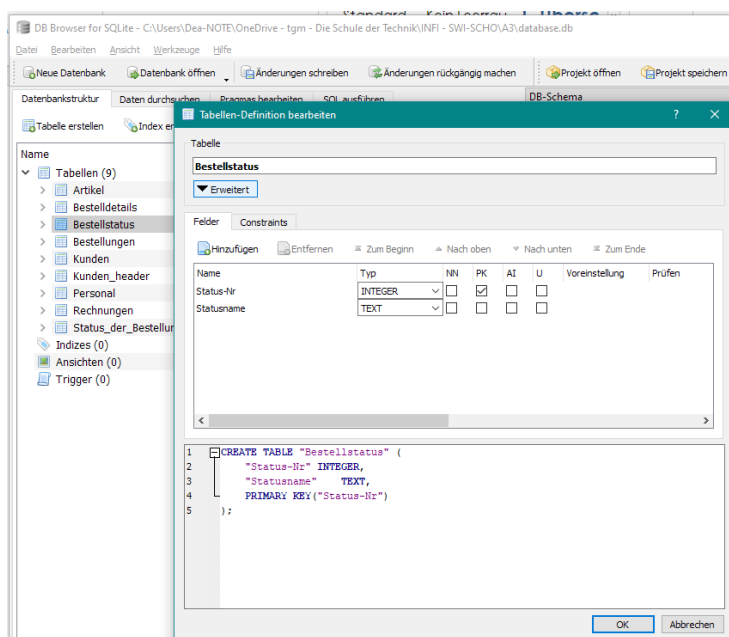 Standard Kein Leerrau
DB Browser for SQLite - C:\Users\Dea-NOTE\OneDrive - tgm - Die Schule der Technik\INFI - SWI-SCHO\A3\database.db
Datei Bearbeiten Ansicht Werkzeuge Hilfe
Neue Datenbank Datenbank öffnen Änderungen schreiben Änderungen rückgängig machen Projekt öffnen Projekt speichern
Datenbankstruktur Daten durchsuchen Pragmas bearbeiten SQL ausführen DB-Schema
Tabelle erstellen Index er
Tabellen-Definition bearbeiten ? ×
Tabelle
Bestellstatus
Erweitert
Name
Tabellen (9)
Artikel
Bestelldetails
Bestellstatus
Bestellungen
Kunden
Kunden_header
Personal
Rechnungen
Status_der_Bestellur
Indizes (0)
Ansichten (0)
Trigger (0)
Felder Constraints
Hinzufügen Entfernen Zum Beginn Nach oben Nach unten Zum Ende
Name Typ NN PK AI U Voreinstellung Prüfen
Status-Nr INTEGER
Statusname TEXT
1 CREATE TABLE "Bestellstatus" (
2 "Status-Nr" INTEGER,
3 "Statusname" TEXT,
4 PRIMARY KEY("Status-Nr")
5 );
OK Abbrechen